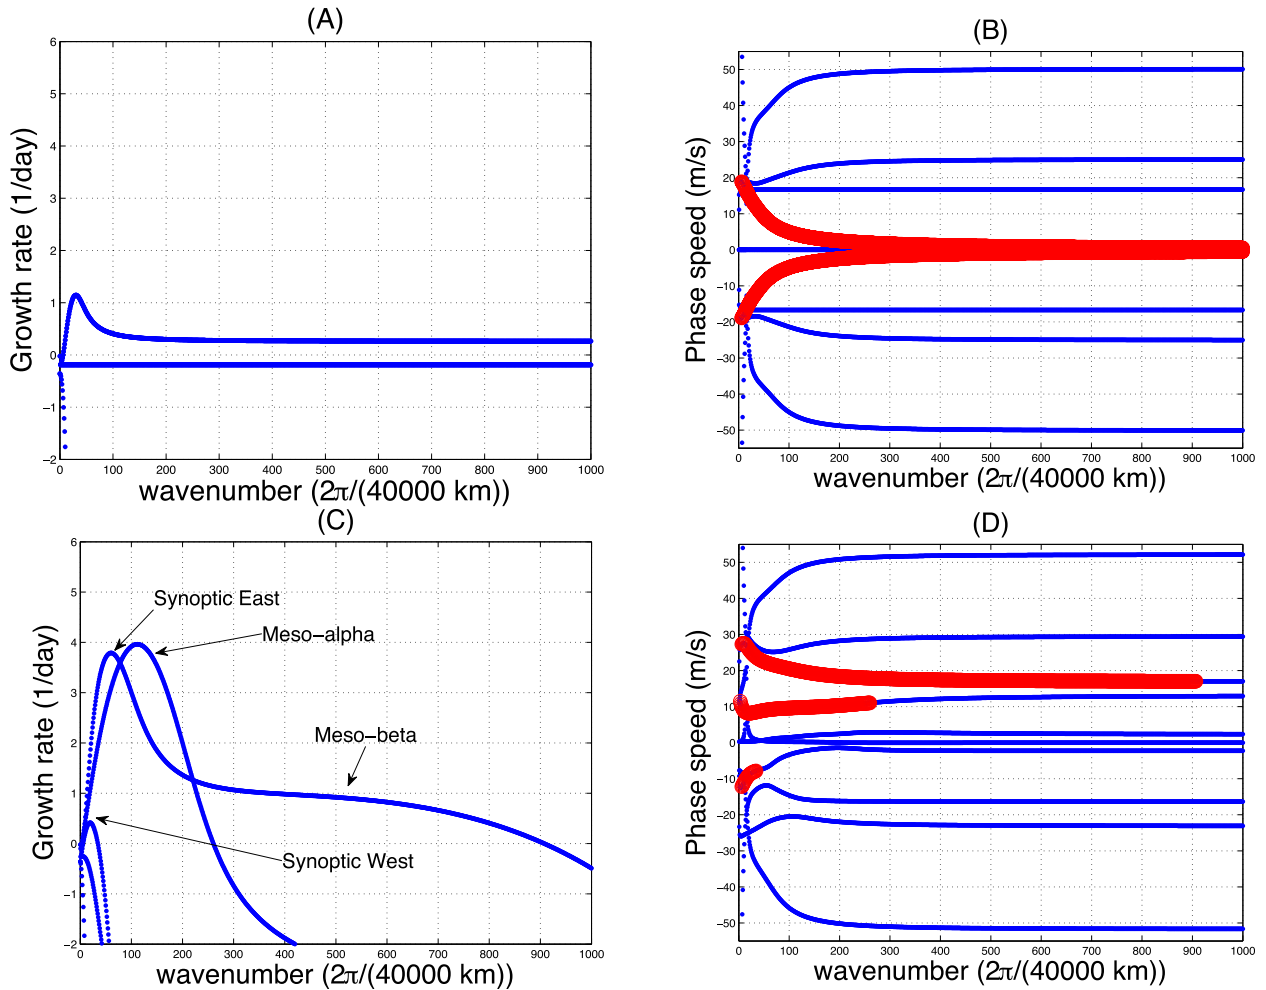 (A)
Growth rate (1/day)
6
5
4
3
2
1
0
−1
−2
0 100 200 300 400 500 600 700 800 900 1000
wavenumber (2π/(40000 km))
(B)
Phase speed (m/s)
50
40
30
20
10
0
−10
−20
−30
−40
−50
0 100 200 300 400 500 600 700 800 900 1000
wavenumber (2π/(40000 km))
(C)
Growth rate (1/day)
6
5
4
3
2
1
0
−1
−2
Synoptic East
Meso−alpha
Meso−beta
Synoptic West
0 100 200 300 400 500 600 700 800 900 1000
wavenumber (2π/(40000 km))
(D)
Phase speed (m/s)
50
40
30
20
10
0
−10
−20
−30
−40
−50
0 100 200 300 400 500 600 700 800 900 1000
wavenumber (2π/(40000 km))